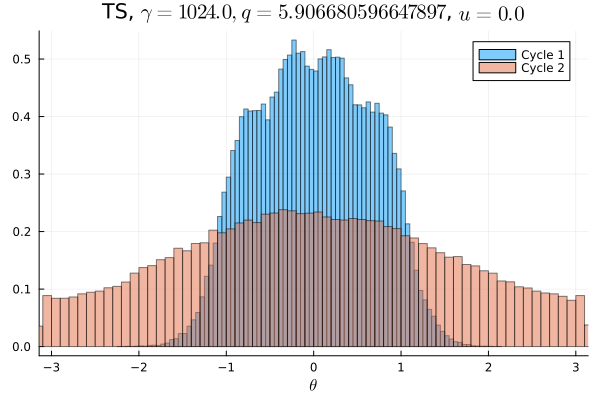 TS, γ = 1024.0, q = 5.906680596647897, u = 0.0
Cycle 1
Cycle 2
0.5
0.4
0.3
0.2
0.1
0.0
−3 −2 −1 0 1 2 3
θ